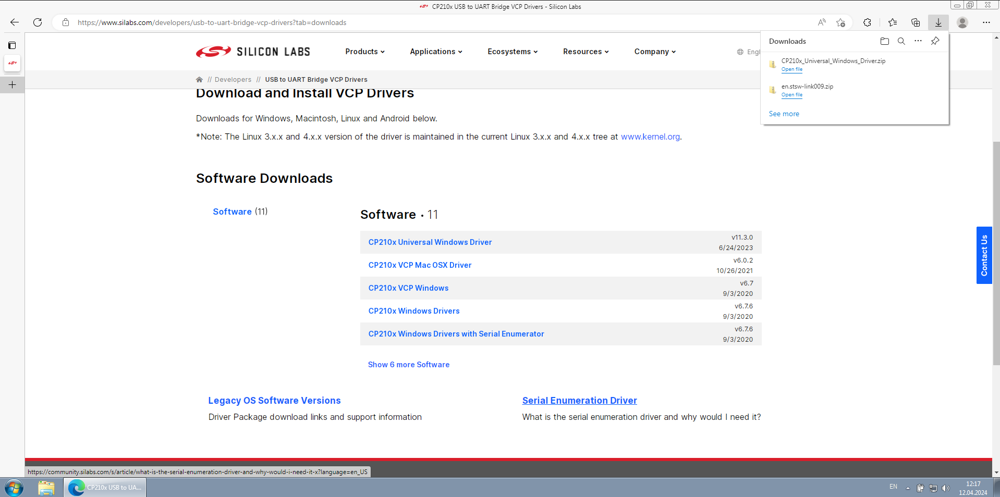 CP210x USB to UART Bridge VCP Drivers - Silicon Labs
https://www.silabs.com/developers/usb-to-uart-bridge-vcp-drivers?tab=downloads
Downloads
CP210x_Universal_Windows_Driver.zip
Open file
en.stsw-link009.zip
Open file
See more
SILICON LABS
Products
Applications
Ecosystems
Resources
Company
Engl
// Developers // USB to UART Bridge VCP Drivers
Download and Install VCP Drivers
Downloads for Windows, Macintosh, Linux and Android below.
*Note: The Linux 3.x.x and 4.x.x version of the driver is maintained in the current Linux 3.x.x and 4.x.x tree at www.kernel.org.
Software Downloads
Software (11)
Software • 11
CP210x Universal Windows Driver
v11.3.0
6/24/2023
CP210x VCP Mac OSX Driver
v6.0.2
10/26/2021
CP210x VCP Windows
v6.7
9/3/2020
CP210x Windows Drivers
v6.7.6
9/3/2020
CP210x Windows Drivers with Serial Enumerator
v6.7.6
9/3/2020
Show 6 more Software
Contact Us
Legacy OS Software Versions
Driver Package download links and support information
Serial Enumeration Driver
What is the serial enumeration driver and why would I need it?
https://community.silabs.com/s/article/what-is-the-serial-enumeration-driver-and-why-would-i-need-it-x?language=en_US
CP210x USB to UA...
EN
12:17
12.04.2024